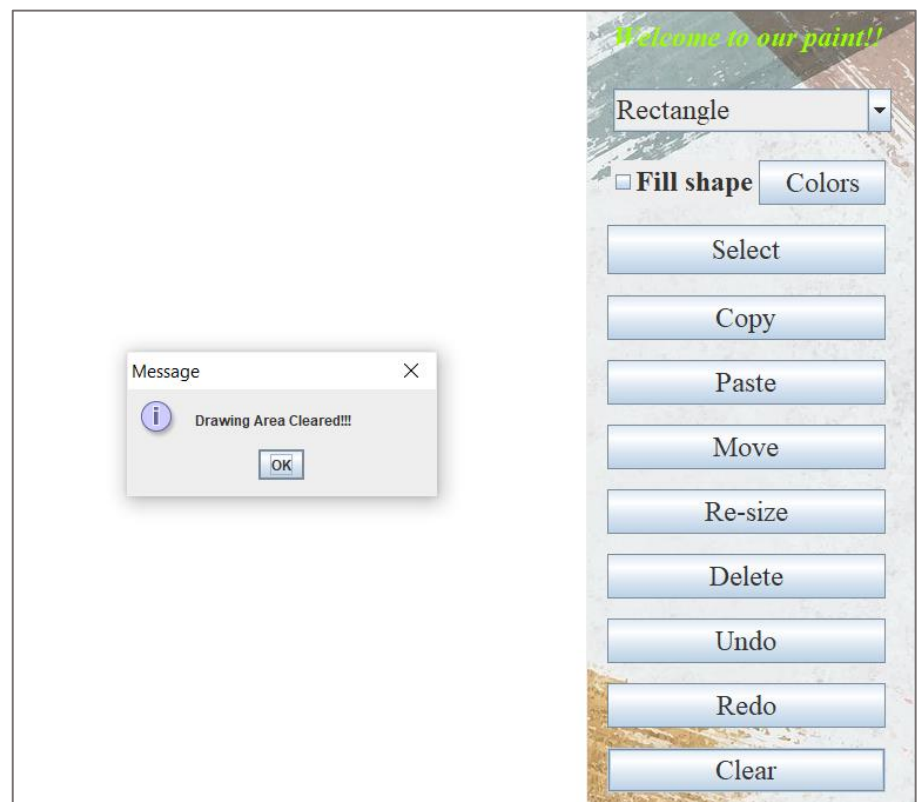 Welcome to our paint!!
Rectangle
Fill shape Colors
Select
Copy
Paste
Move
Re-size
Delete
Undo
Redo
Clear
Message
Drawing Area Cleared!!!
OK